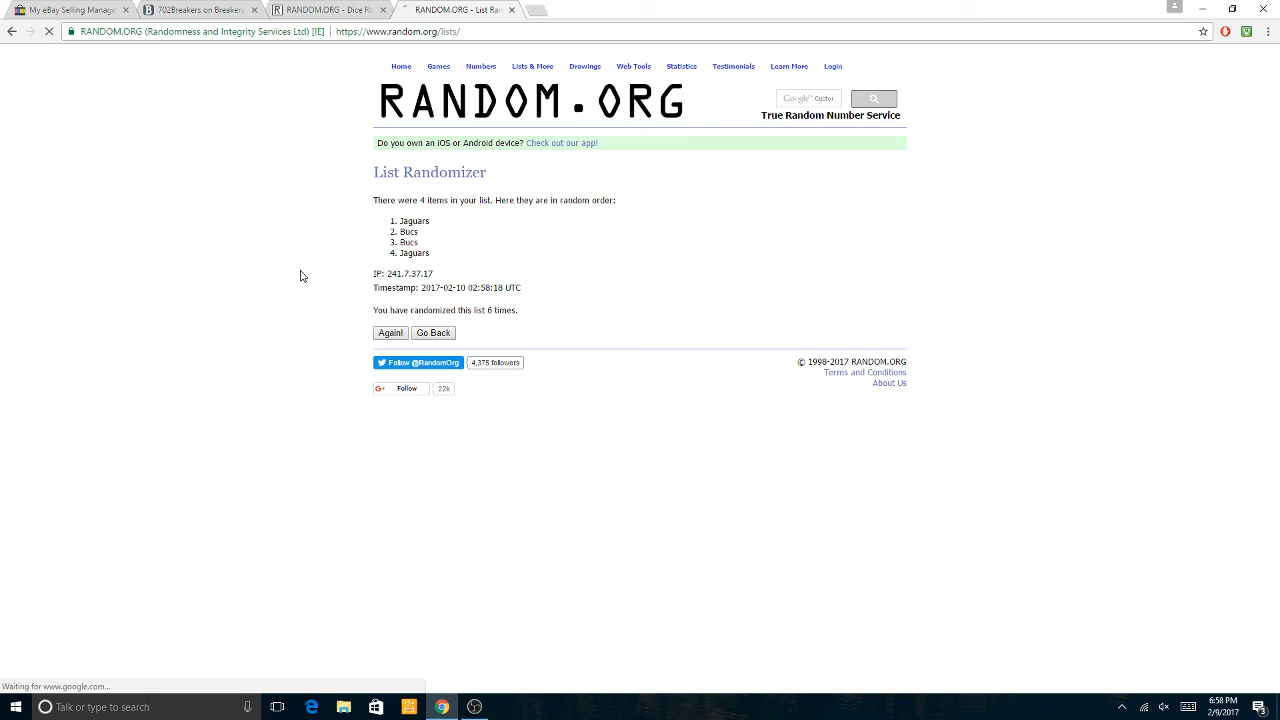 My eBay Selling Manage
702Breakers on Breakers
RANDOM.ORG - Dice Ro
RANDOM.ORG - List Ran
RANDOM.ORG (Randomness and Integrity Services Ltd) [IE] https://www.random.org/lists/
Home Games Numbers Lists & More Drawings Web Tools Statistics Testimonials Learn More Login
RANDOM.ORG
Google™ Custor
True Random Number Service
Do you own an iOS or Android device? Check out our app!
List Randomizer
There were 4 items in your list. Here they are in random order:
1. Jaguars
2. Bucs
3. Bucs
4. Jaguars
IP: 241.7.37.17
Timestamp: 2017-02-10 02:58:18 UTC
You have randomized this list 6 times.
Again! Go Back
Follow @RandomOrg 4,375 followers
© 1998-2017 RANDOM.ORG
Terms and Conditions
About Us
G+ Follow 22k
Waiting for www.google.com...
Talk to type to search
6:58 PM
2/9/2017
3